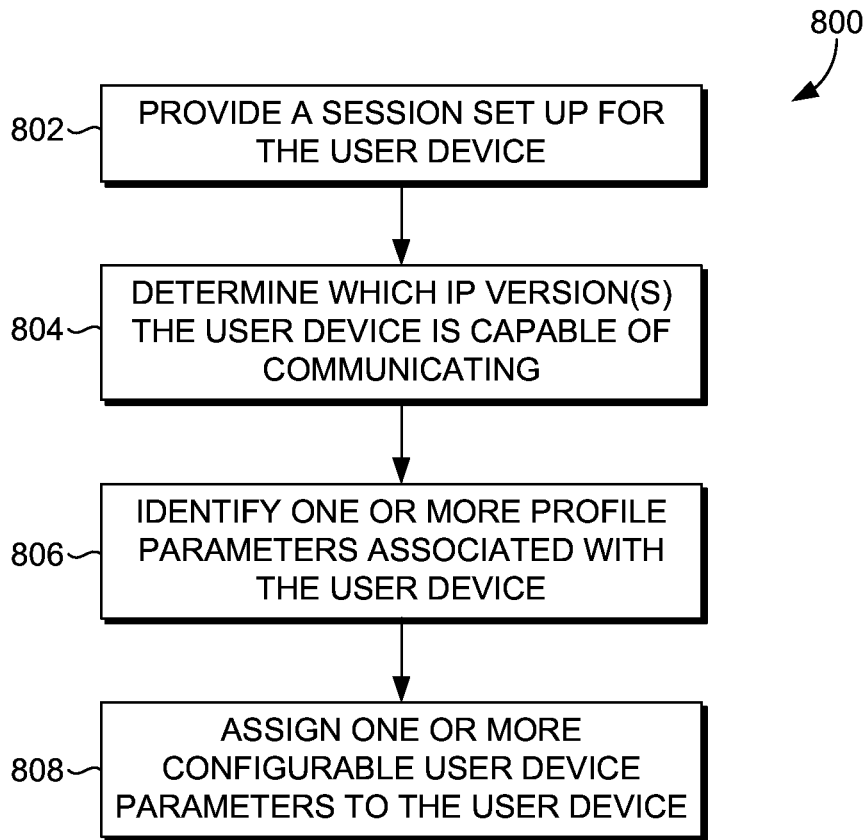 800
802
PROVIDE A SESSION SET UP FOR
THE USER DEVICE
804
DETERMINE WHICH IP VERSION(S)
THE USER DEVICE IS CAPABLE OF
COMMUNICATING
806
IDENTIFY ONE OR MORE PROFILE
PARAMETERS ASSOCIATED WITH
THE USER DEVICE
808
ASSIGN ONE OR MORE
CONFIGURABLE USER DEVICE
PARAMETERS TO THE USER DEVICE